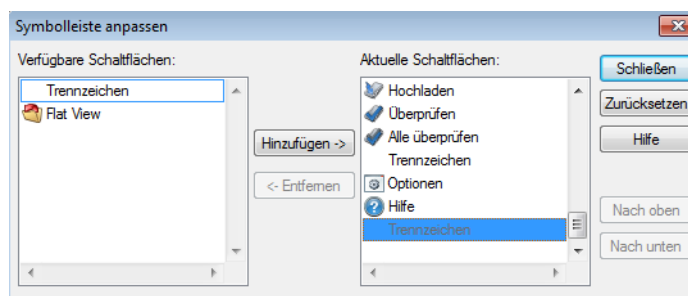 Symbolleiste anpassen
Verfügbare Schaltflächen:
Trennzeichen
Flat View
Hinzufügen ->
<- Entfernen
Aktuelle Schaltflächen:
Hochladen
Überprüfen
Alle überprüfen
Trennzeichen
Optionen
Hilfe
Trennzeichen
Schließen
Zurücksetzen
Hilfe
Nach oben
Nach unten